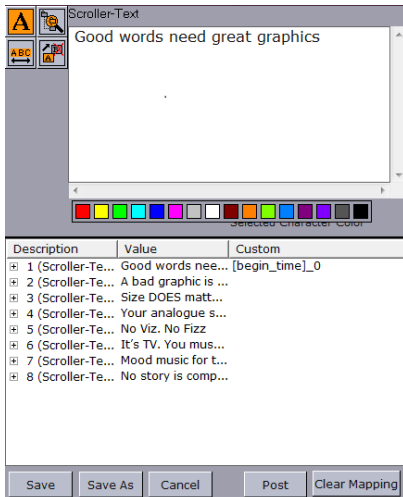 A
Scroller-Text
ABC
A
Good words need great graphics
Selected Character Color
Description Value Custom
1 (Scroller-Te... Good words nee... [begin_time]_0
2 (Scroller-Te... A bad graphic is ...
3 (Scroller-Te... Size DOES matt...
4 (Scroller-Te... Your analogue s...
5 (Scroller-Te... No Viz. No Fizz
6 (Scroller-Te... It's TV. You mus...
7 (Scroller-Te... Mood music for t...
8 (Scroller-Te... No story is comp...
Save Save As Cancel Post Clear Mapping